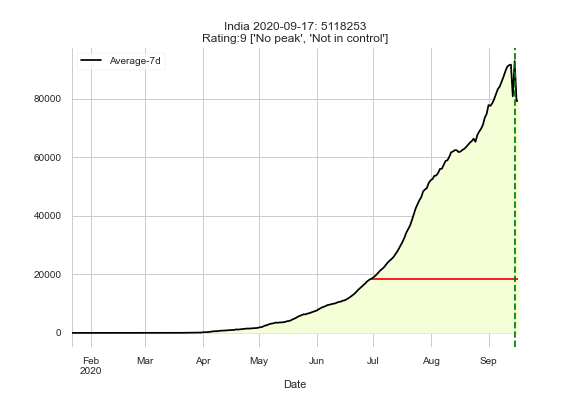 India 2020-09-17: 5118253
Rating:9 ['No peak', 'Not in control']
Average-7d
80000
60000
40000
20000
0
Feb Mar Apr May Jun Jul Aug Sep
2020
Date